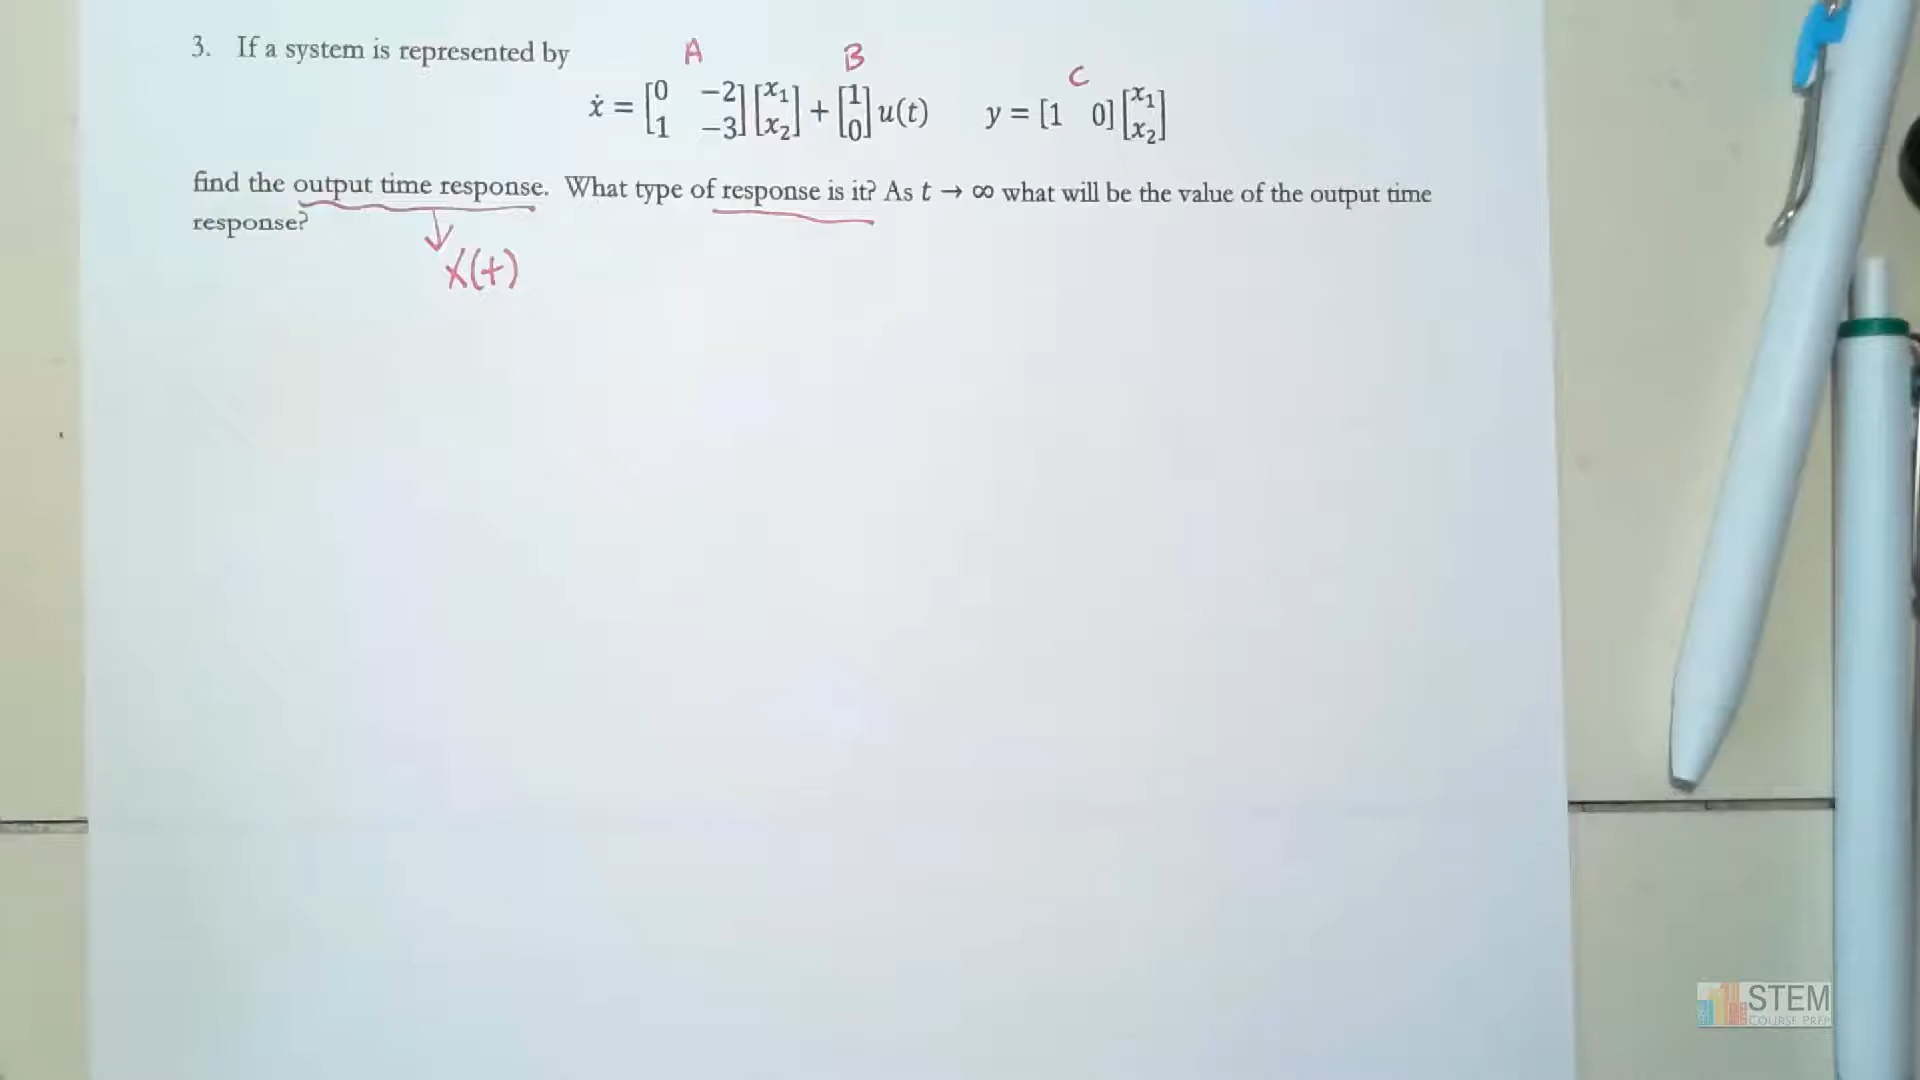 3. If a system is represented by
A B C
ẋ = [0 −2; 1 −3] [x₁; x₂] + [1; 0] u(t) y = [1 0] [x₁; x₂]
find the output time response. What type of response is it? As t → ∞ what will be the value of the output time
response?
X(t)
STEM
COURSE PREP